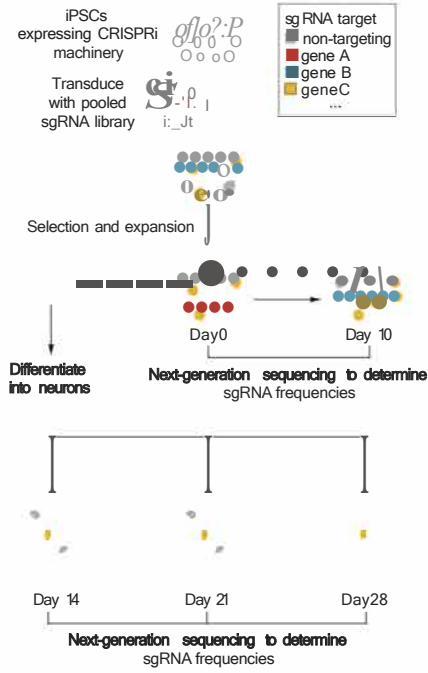 iPSCs
expressing CRISPRi
machinery
sgRNA target
non-targeting
gene A
gene B
geneC
...
Transduce
with pooled
sgRNA library
Selection and expansion
Day0
Day 10
Differentiate
into neurons
Next-generation sequencing to determine
sgRNA frequencies
Day 14
Day 21
Day28
Next-generation sequencing to determine
sgRNA frequencies